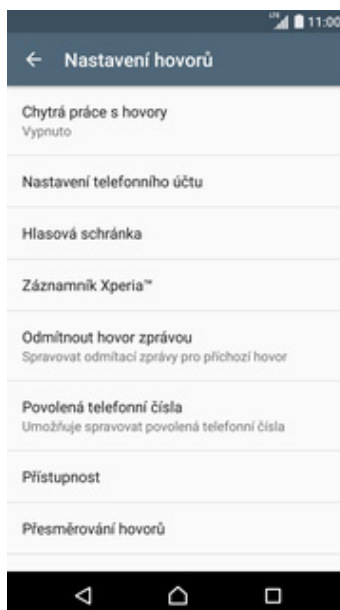 LTE 11:00
Nastavení hovorů
Chytrá práce s hovory
Vypnuto
Nastavení telefonního účtu
Hlasová schránka
Záznamník Xperia™
Odmítnout hovor zprávou
Spravovat odmítací zprávy pro příchozí hovor
Povolená telefonní čísla
Umožňuje spravovat povolená telefonní čísla
Přístupnost
Přesměrování hovorů